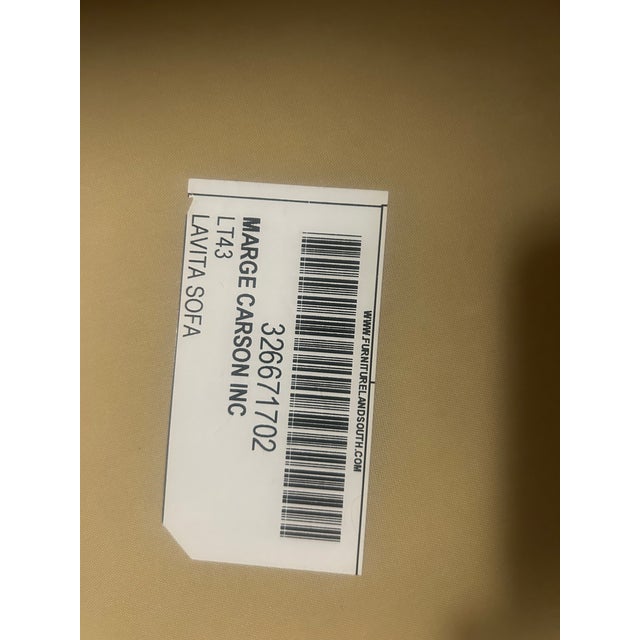 WWW.FURNITURELANDSOUTH.COM
326671702
MARGE CARSON INC
LT43
LAVITA SOFA